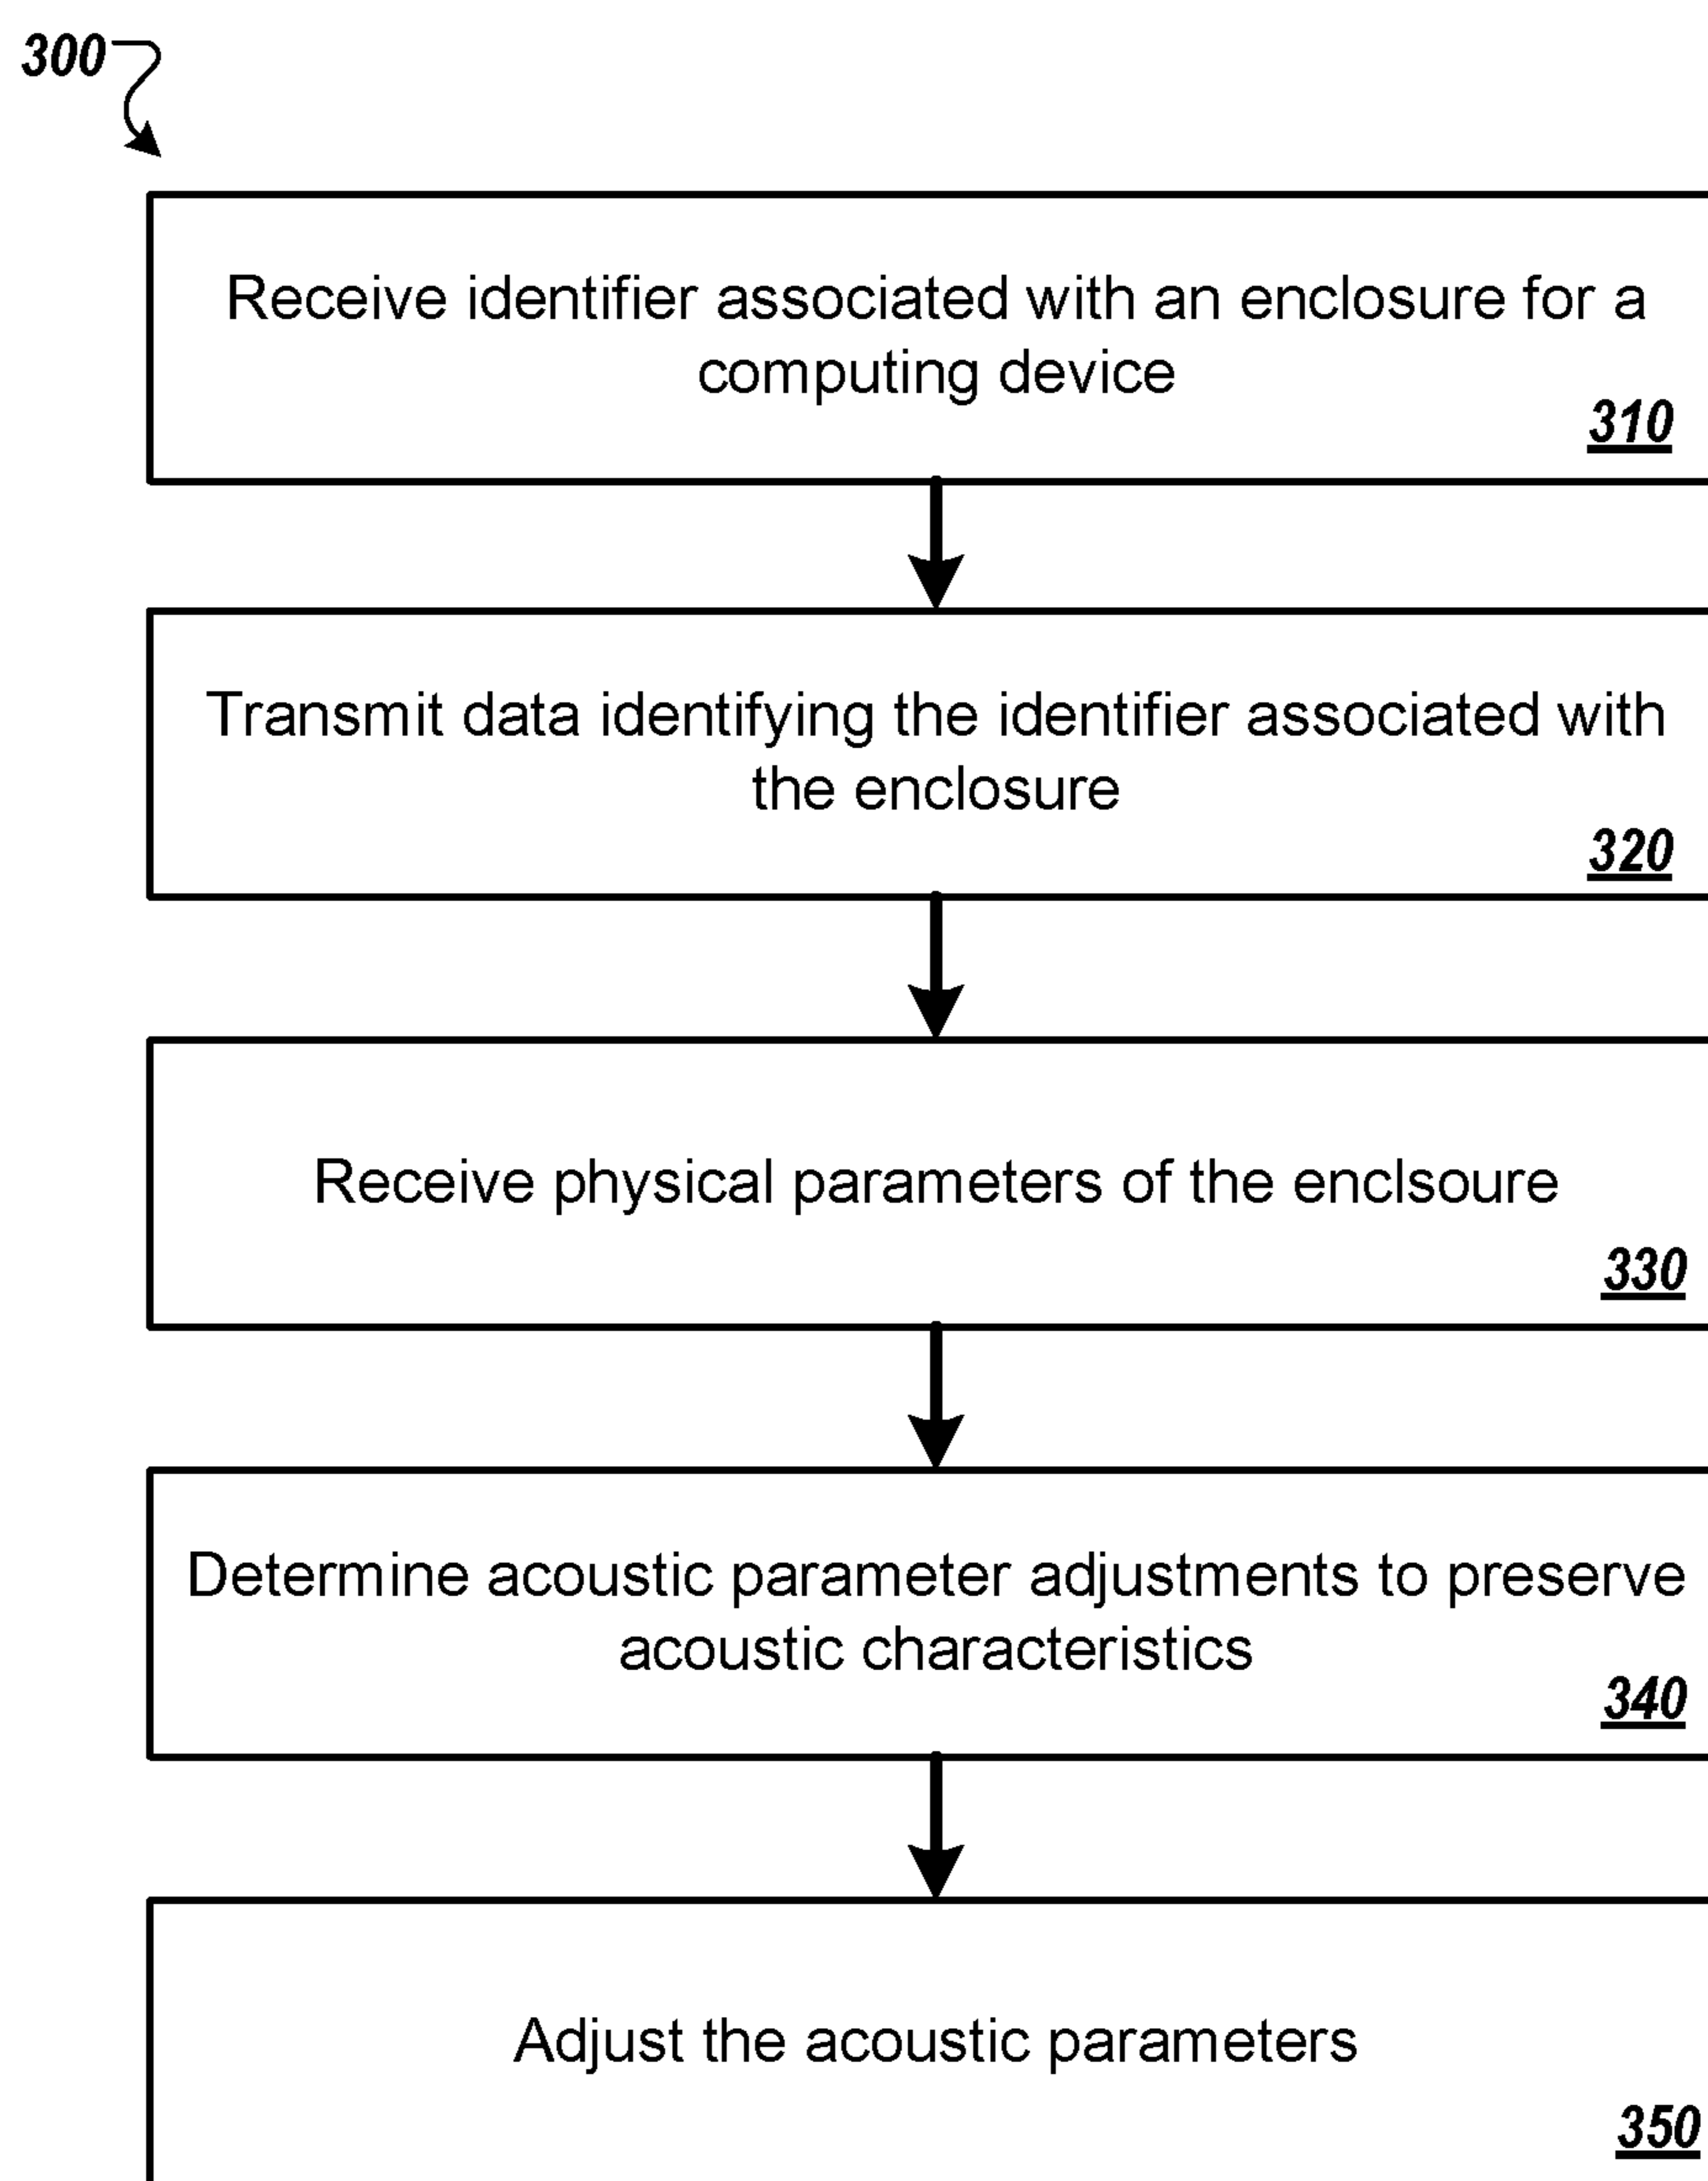 300
Receive identifier associated with an enclosure for a
computing device
310
Transmit data identifying the identifier associated with
the enclosure
320
Receive physical parameters of the enclsoure
330
Determine acoustic parameter adjustments to preserve
acoustic characteristics
340
Adjust the acoustic parameters
350